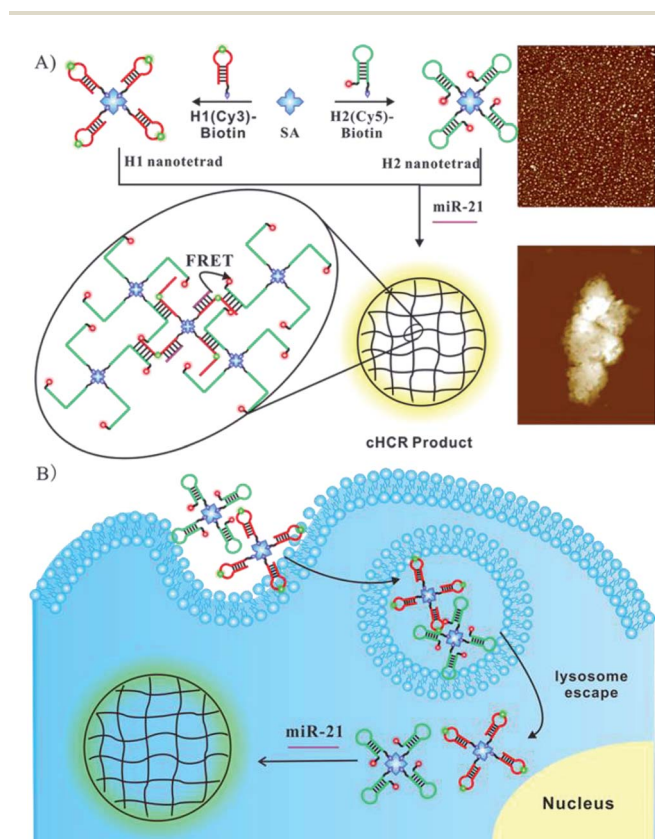 A)
H1(Cy3)-
Biotin
SA
H2(Cy5)-
Biotin
H1 nanotetrad
H2 nanotetrad
miR-21
FRET
cHCR Product
B)
lysosome
escape
miR-21
Nucleus